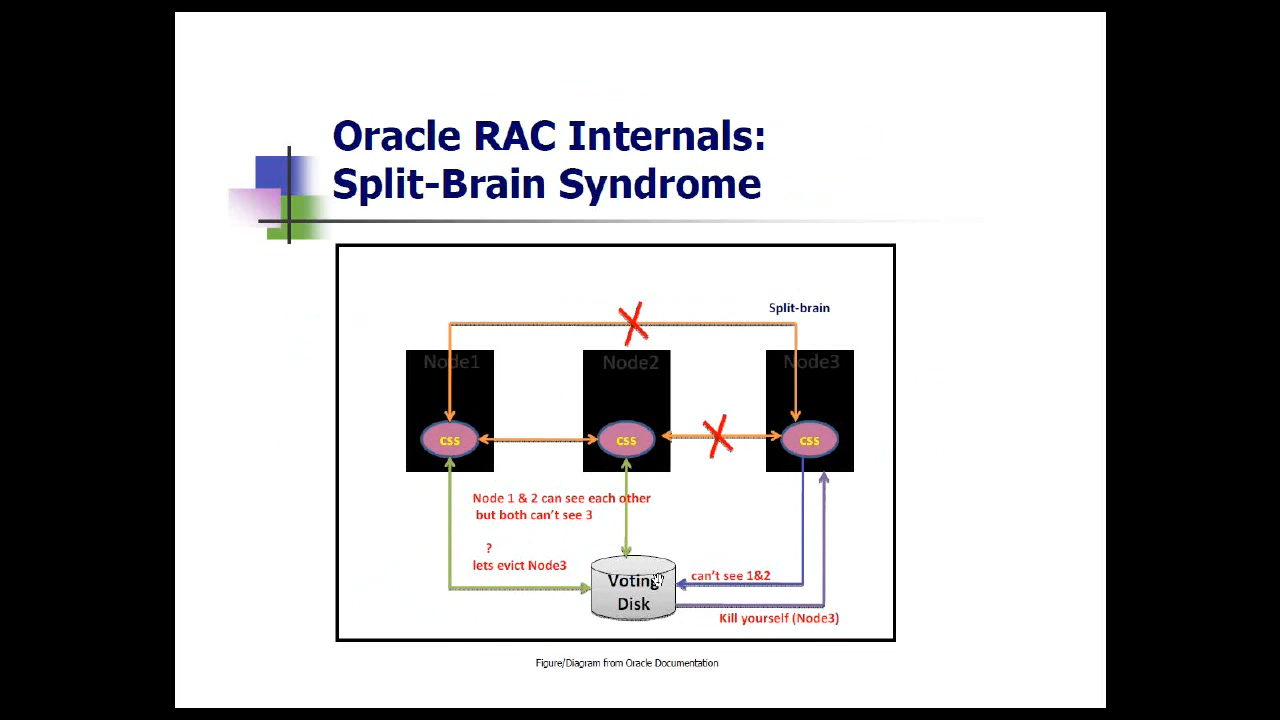 Oracle RAC Internals:
Split-Brain Syndrome
Split-brain
Node1
Node2
Node3
css
css
css
Node 1 & 2 can see each other
but both can't see 3
?
lets evict Node3
Voting
Disk
can't see 1&2
Kill yourself (Node3)
Figure/Diagram from Oracle Documentation